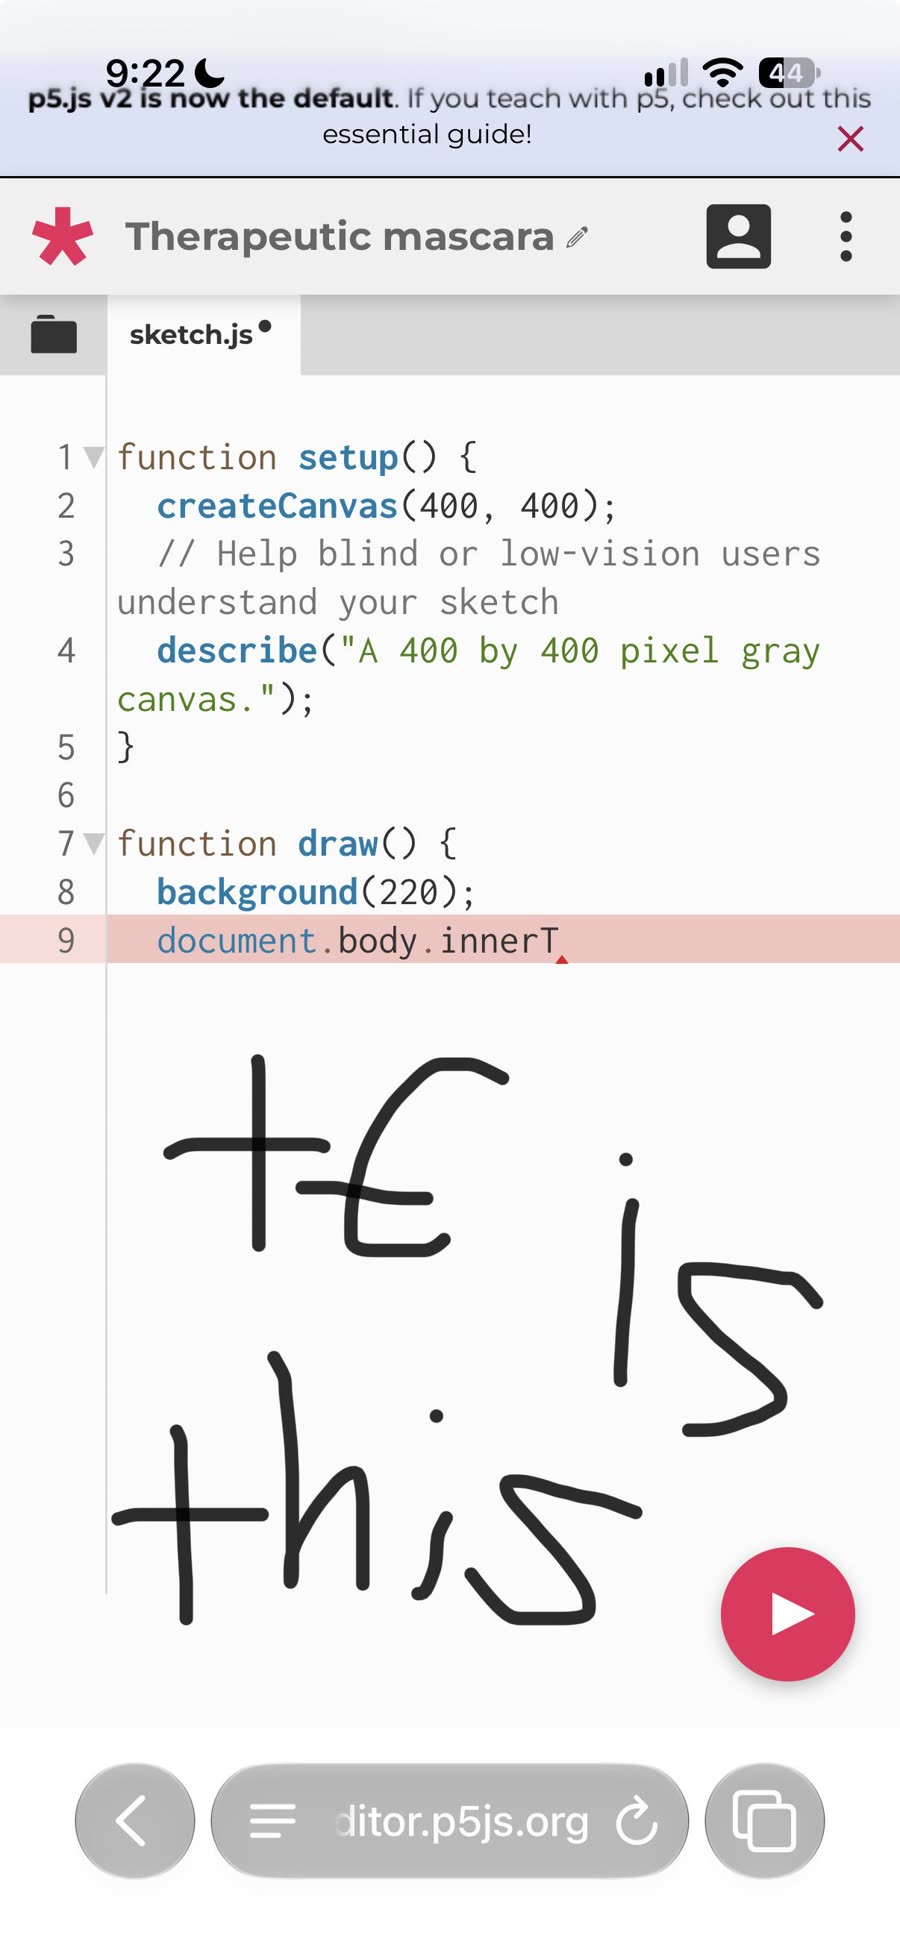 9:22
44
p5.js v2 is now the default. If you teach with p5, check out this
essential guide!
Therapeutic mascara
sketch.js
1 function setup() {
2 createCanvas(400, 400);
3 // Help blind or low-vision users
understand your sketch
4 describe("A 400 by 400 pixel gray
canvas.");
5 }
6
7 function draw() {
8 background(220);
9 document.body.innerT
is
this
ditor.p5js.org